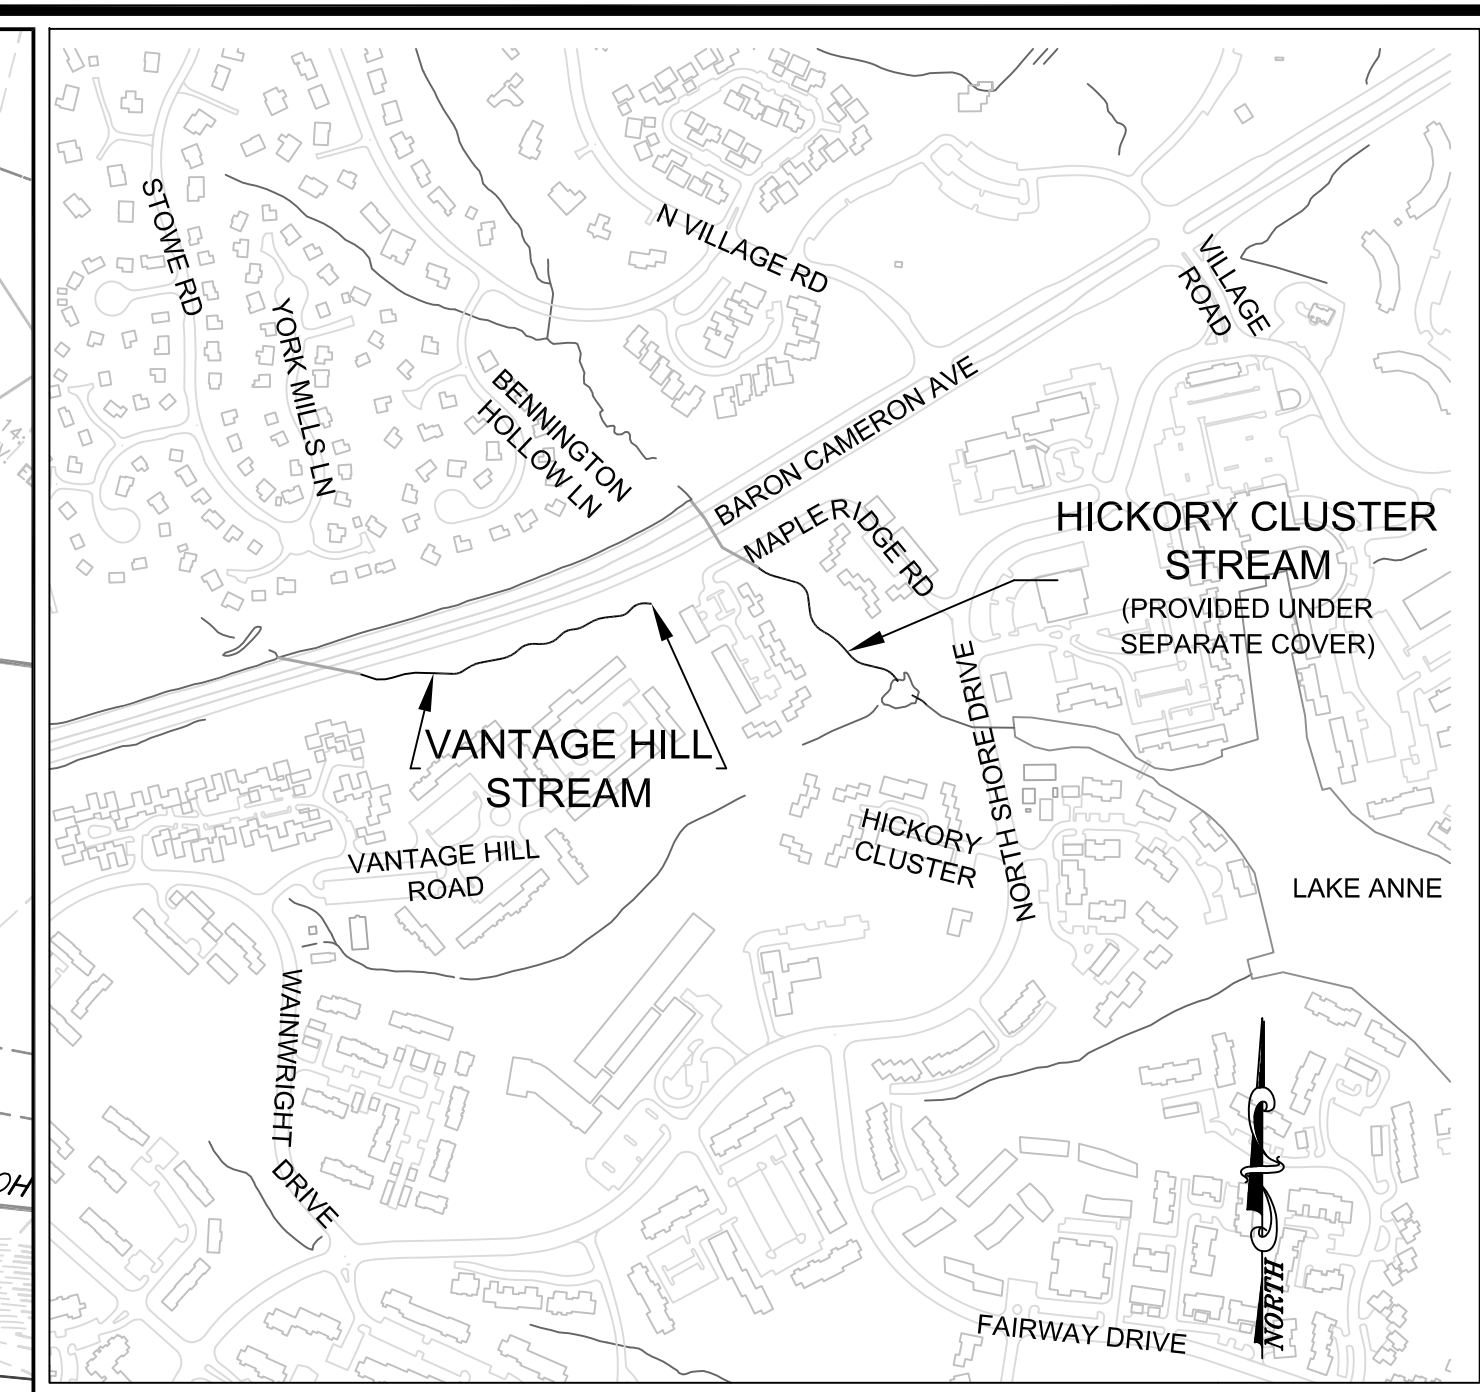 STOWE RD
YORK MILLS LN
BENNINGTON
HOLLOW LN
N VILLAGE RD
VILLAGE
ROAD
BARON CAMERON AVE
MAPLE RIDGE RD
HICKORY CLUSTER
STREAM
(PROVIDED UNDER
SEPARATE COVER)
NORTH SHORE DRIVE
VANTAGE HILL
STREAM
VANTAGE HILL
ROAD
HICKORY
CLUSTER
LAKE ANNE
WAINWRIGHT DRIVE
FAIRWAY DRIVE
NORTH